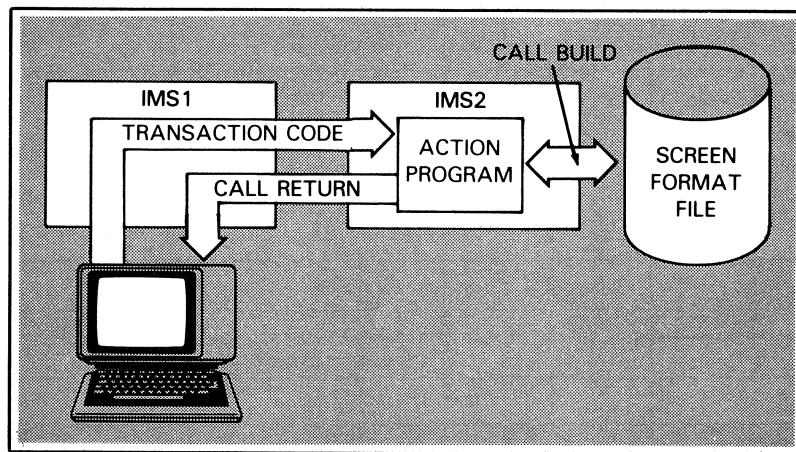 CALL BUILD
IMS1
IMS2
TRANSACTION CODE
ACTION
PROGRAM
SCREEN
FORMAT
FILE
CALL RETURN